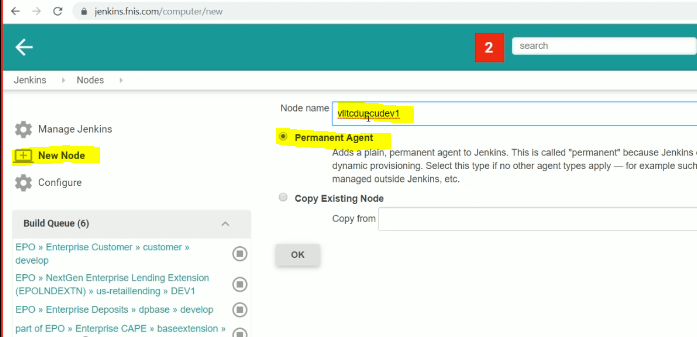 jenkins.fnis.com/computer/new
2
search
Jenkins
Nodes
Node name
Manage Jenkins
New Node
Configure
Permanent Agent
Adds a plain, permanent agent to Jenkins. This is called "permanent" because Jenkins
dynamic provisioning. Select this type if no other agent types apply — for example such
managed outside Jenkins, etc.
Copy Existing Node
Copy from
OK
Build Queue (6)
EPO » Enterprise Customer » customer »
develop
EPO » NextGen Enterprise Lending Extension
(EPOLNDEXTN) » us-retaillending » DEV1
EPO » Enterprise Deposits » dpbase » develop
part of EPO » Enterprise CAPE » baseextension »